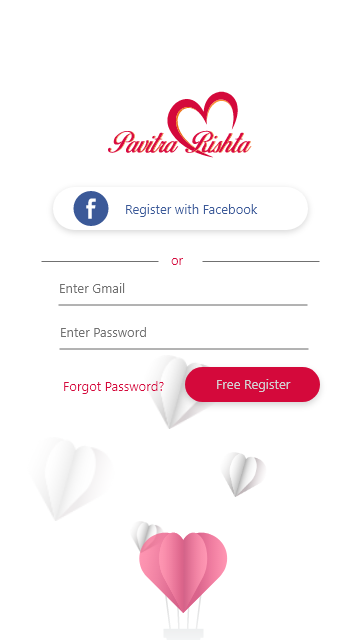 Pavitra Rishta
f
Register with Facebook
or
Enter Gmail
Enter Password
Forgot Password?
Free Register